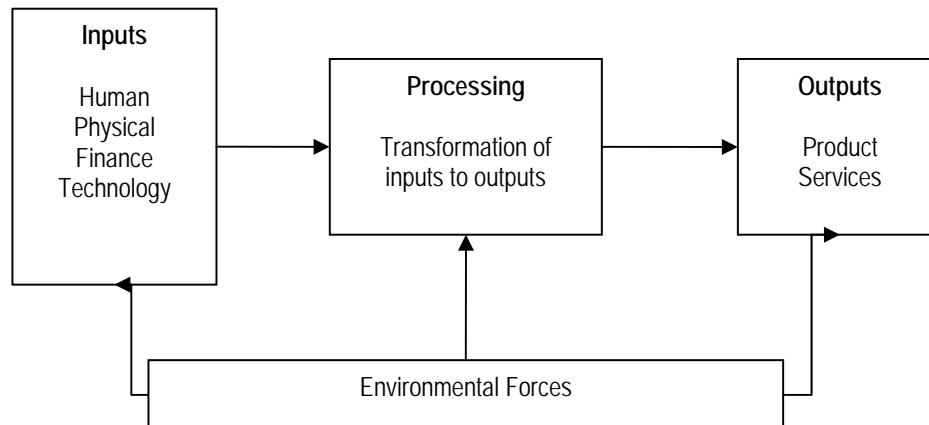 Inputs
Human
Physical
Finance
Technology
Processing
Transformation of
inputs to outputs
Outputs
Product
Services
Environmental Forces